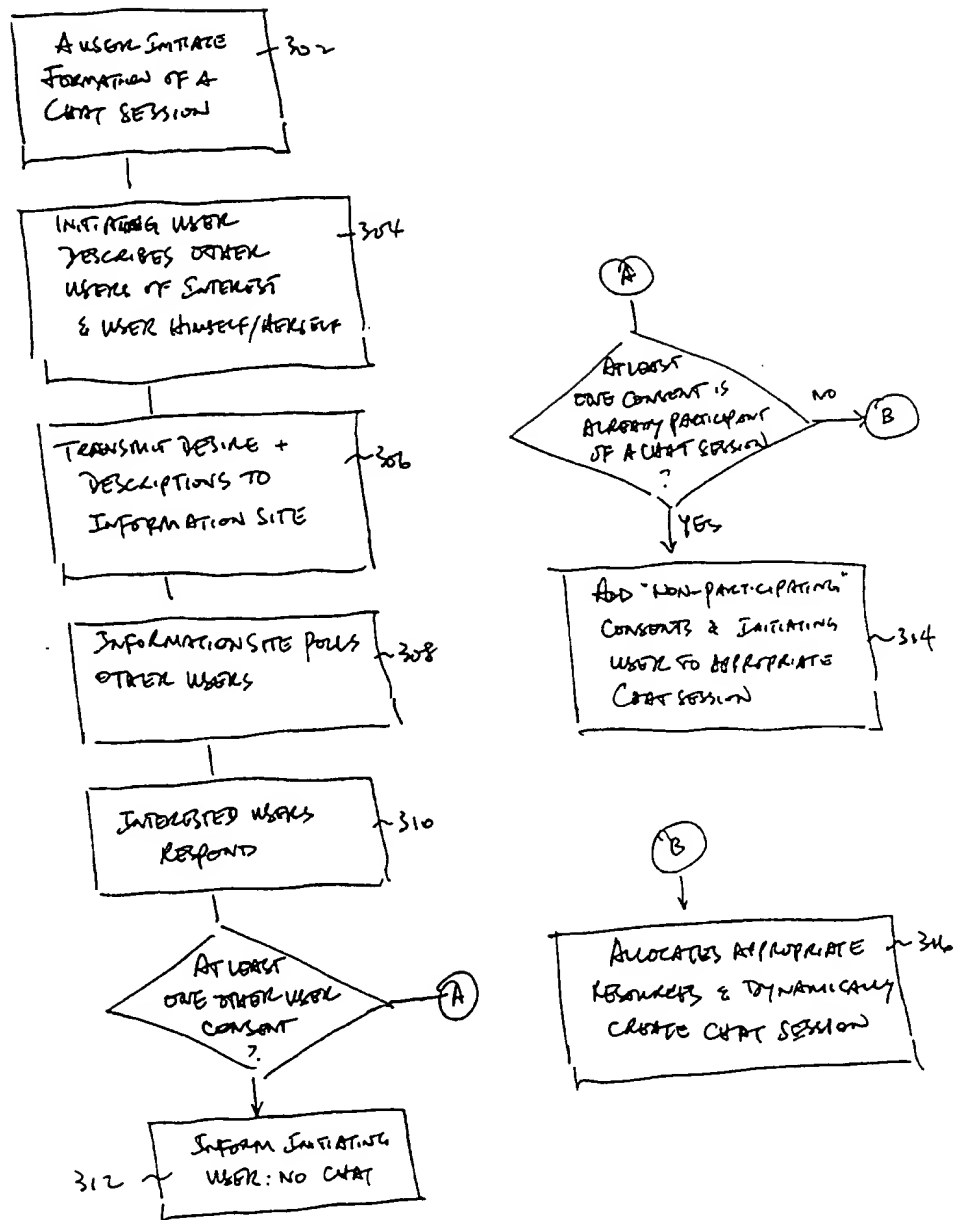 A USER INITIATE
FORMATION OF A
CHAT SESSION
302
INITIATING USER
DESCRIBES OTHER
USERS OF INTEREST
& USER HIMSELF/HERSELF
304
TRANSMIT DESIRE +
DESCRIPTIONS TO
INFORMATION SITE
306
INFORMATION SITE POLLS
OTHER USERS
308
INTERESTED USERS
RESPOND
310
AT LEAST
ONE OTHER USER
CONSENT
?
A
INFORM INITIATING
USER: NO CHAT
312
A
AT LEAST
ONE CONSENT IS
ALREADY PARTICIPANT
OF A CHAT SESSION
?
NO
B
YES
ADD "NON-PARTICIPATING"
CONSENTS & INITIATING
USER TO APPROPRIATE
CHAT SESSION
314
B
ALLOCATES APPROPRIATE
RESOURCES & DYNAMICALLY
CREATE CHAT SESSION
316